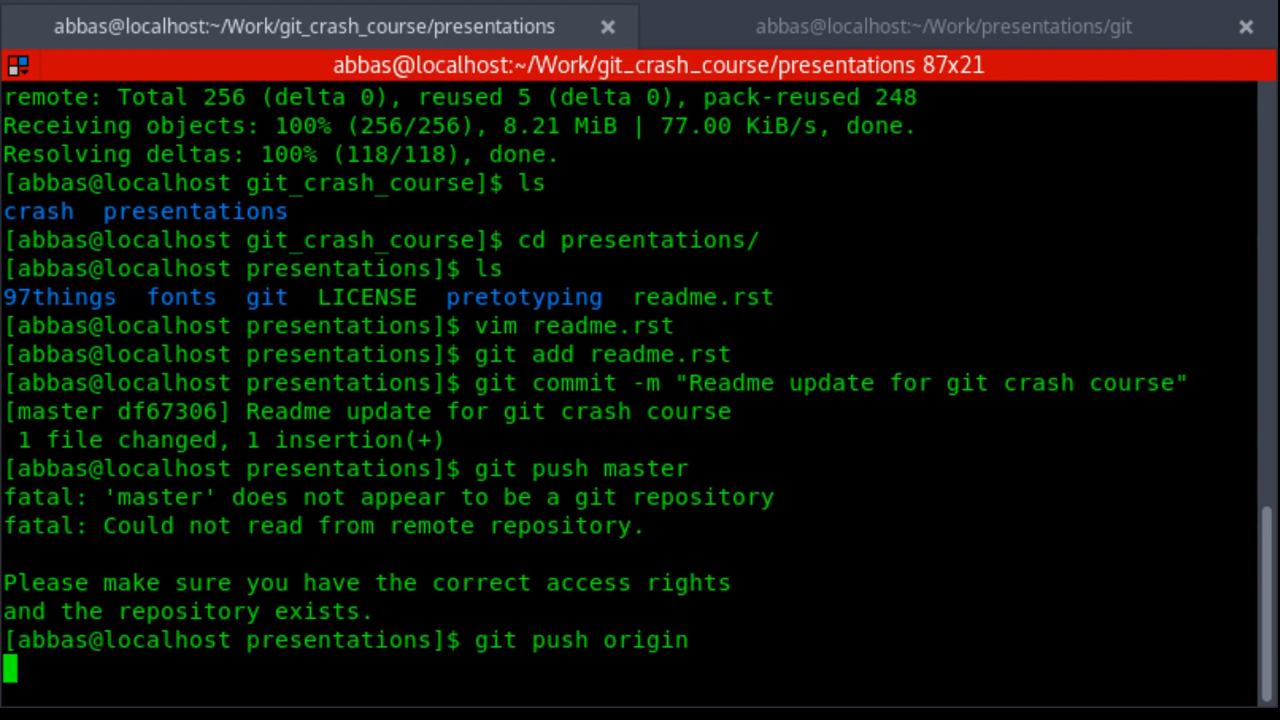 abbas@localhost:~/Work/git_crash_course/presentations
abbas@localhost:~/Work/presentations/git
abbas@localhost:~/Work/git_crash_course/presentations 87x21
remote: Total 256 (delta 0), reused 5 (delta 0), pack-reused 248
Receiving objects: 100% (256/256), 8.21 MiB | 77.00 KiB/s, done.
Resolving deltas: 100% (118/118), done.
[abbas@localhost git_crash_course]$ ls
crash  presentations
[abbas@localhost git_crash_course]$ cd presentations/
[abbas@localhost presentations]$ ls
97things  fonts  git  LICENSE  pretotyping  readme.rst
[abbas@localhost presentations]$ vim readme.rst
[abbas@localhost presentations]$ git add readme.rst
[abbas@localhost presentations]$ git commit -m "Readme update for git crash course"
[master df67306] Readme update for git crash course
 1 file changed, 1 insertion(+)
[abbas@localhost presentations]$ git push master
fatal: 'master' does not appear to be a git repository
fatal: Could not read from remote repository.
Please make sure you have the correct access rights
and the repository exists.
[abbas@localhost presentations]$ git push origin